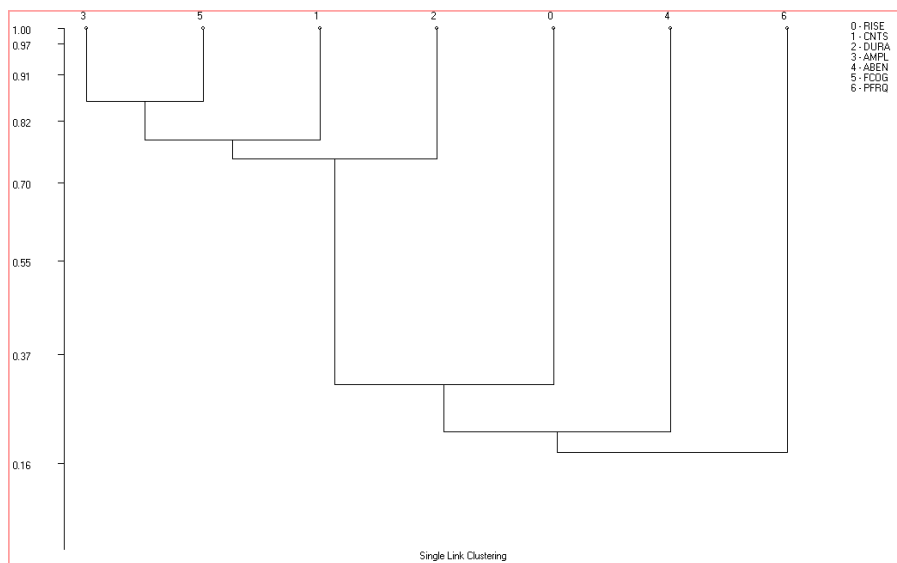 3 5 1 2 0 4 6
1.00
0.97
0.91
0.82
0.70
0.55
0.37
0.16
0 - RISE
1 - CNTS
2 - DURA
3 - AMPL
4 - ABEN
5 - FCOG
6 - PFRQ
Single Link Clustering